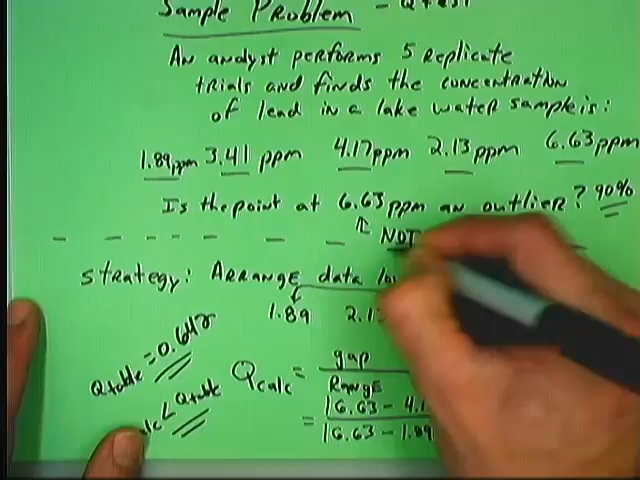 Sample Problem - Q test
An analyst performs 5 replicate
trials and finds the concentration
of lead in a lake water sample is:
1.89 ppm 3.41 ppm 4.17 ppm 2.13 ppm 6.63 ppm
Is the point at 6.63 ppm an outlier? 90%
NOT
Strategy: Arrange data
1.89 2.13
Qtable = 0.642
Qcalc = gap
Range
< Qtable
= |6.63 - 4.1
|6.63 - 1.89|